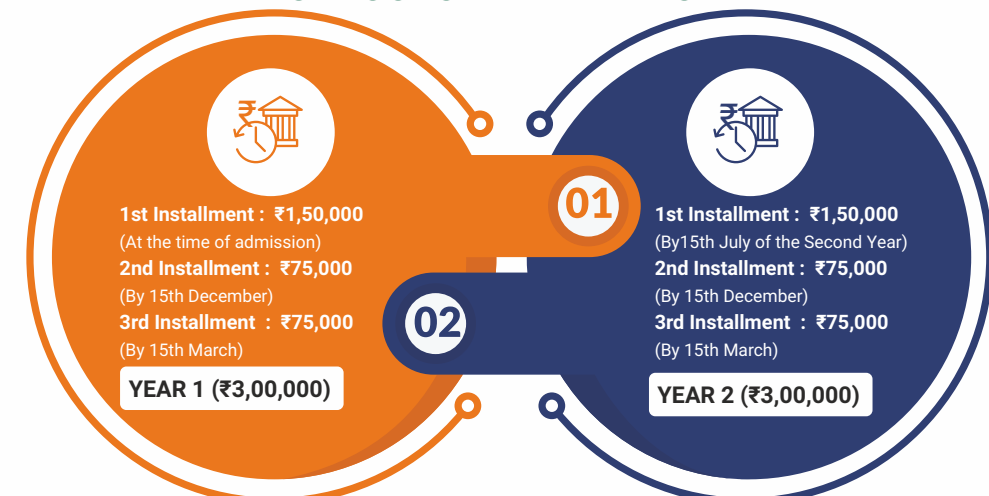 01
1st Installment : ₹1,50,000
(At the time of admission)
2nd Installment : ₹75,000
(By 15th December)
3rd Installment : ₹75,000
(By 15th March)
YEAR 1 (₹3,00,000)
02
1st Installment : ₹1,50,000
(By15th July of the Second Year)
2nd Installment : ₹75,000
(By 15th December)
3rd Installment : ₹75,000
(By 15th March)
YEAR 2 (₹3,00,000)